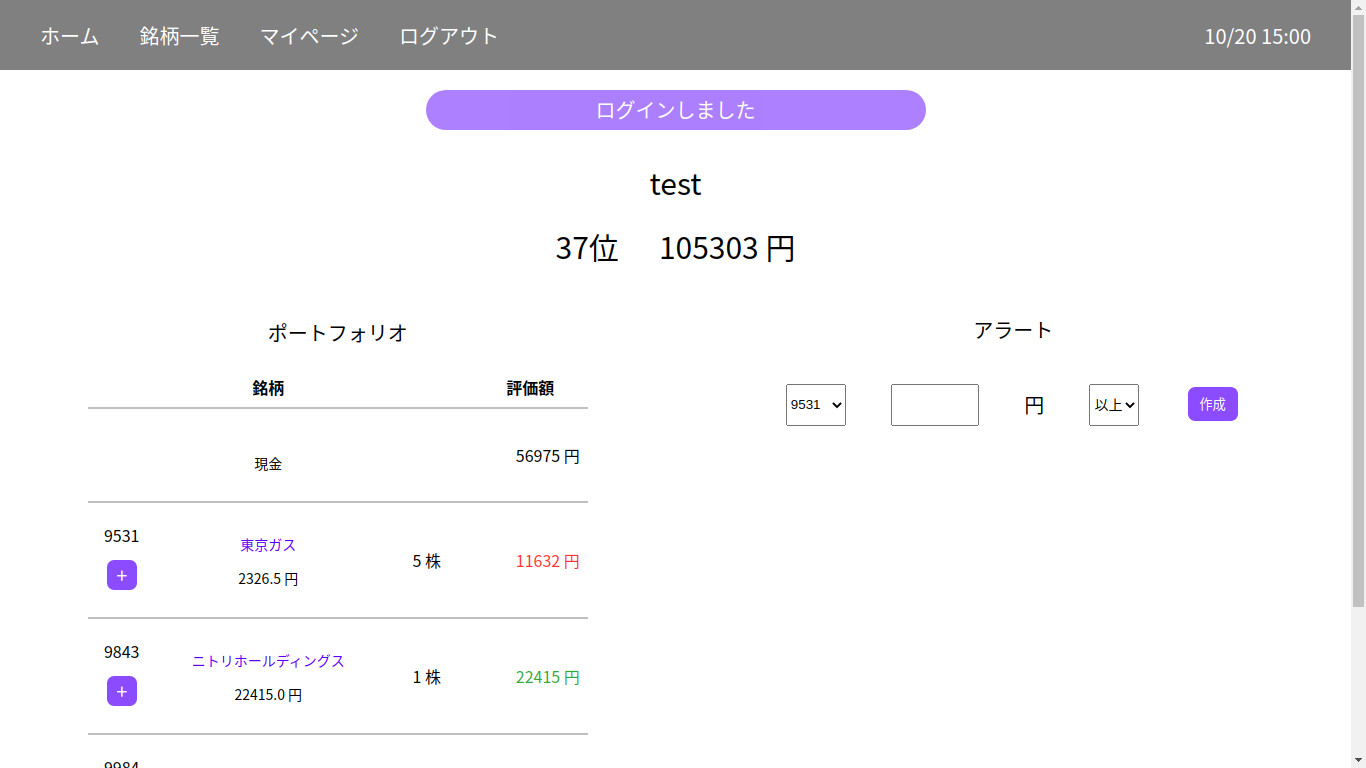 ホーム 銘柄一覧 マイページ ログアウト 10/20 15:00
ログインしました
test
37位 105303 円
ポートフォリオ
銘柄 評価額
現金 56975 円
9531
+
東京ガス
2326.5 円
5 株
11632 円
9843
+
ニトリホールディングス
22415.0 円
1 株
22415 円
9984
アラート
9531 円 以上 作成